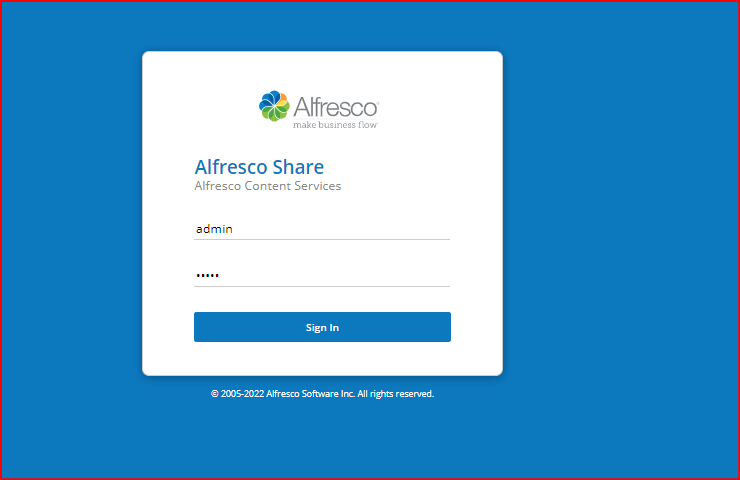 Alfresco
make business flow
Alfresco Share
Alfresco Content Services
admin
•••••
Sign In
© 2005-2022 Alfresco Software Inc. All rights reserved.